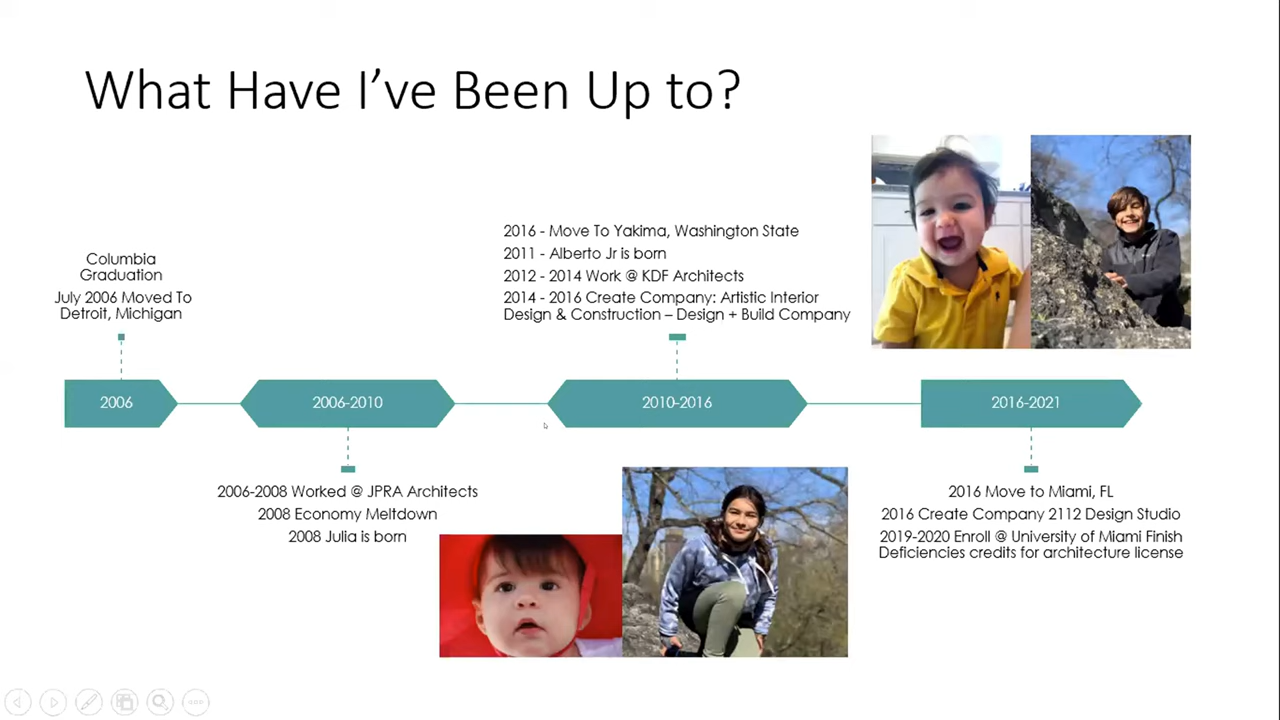 What Have I've Been Up to?
Columbia
Graduation
July 2006 Moved To
Detroit, Michigan
2016 - Move To Yakima, Washington State
2011 - Alberto Jr is born
2012 - 2014 Work @ KDF Architects
2014 - 2016 Create Company: Artistic Interior
Design & Construction – Design + Build Company
2006
2006-2010
2010-2016
2016-2021
2006-2008 Worked @ JPRA Architects
2008 Economy Meltdown
2008 Julia is born
2016 Move to Miami, FL
2016 Create Company 2112 Design Studio
2019-2020 Enroll @ University of Miami Finish
Deficiencies credits for architecture license